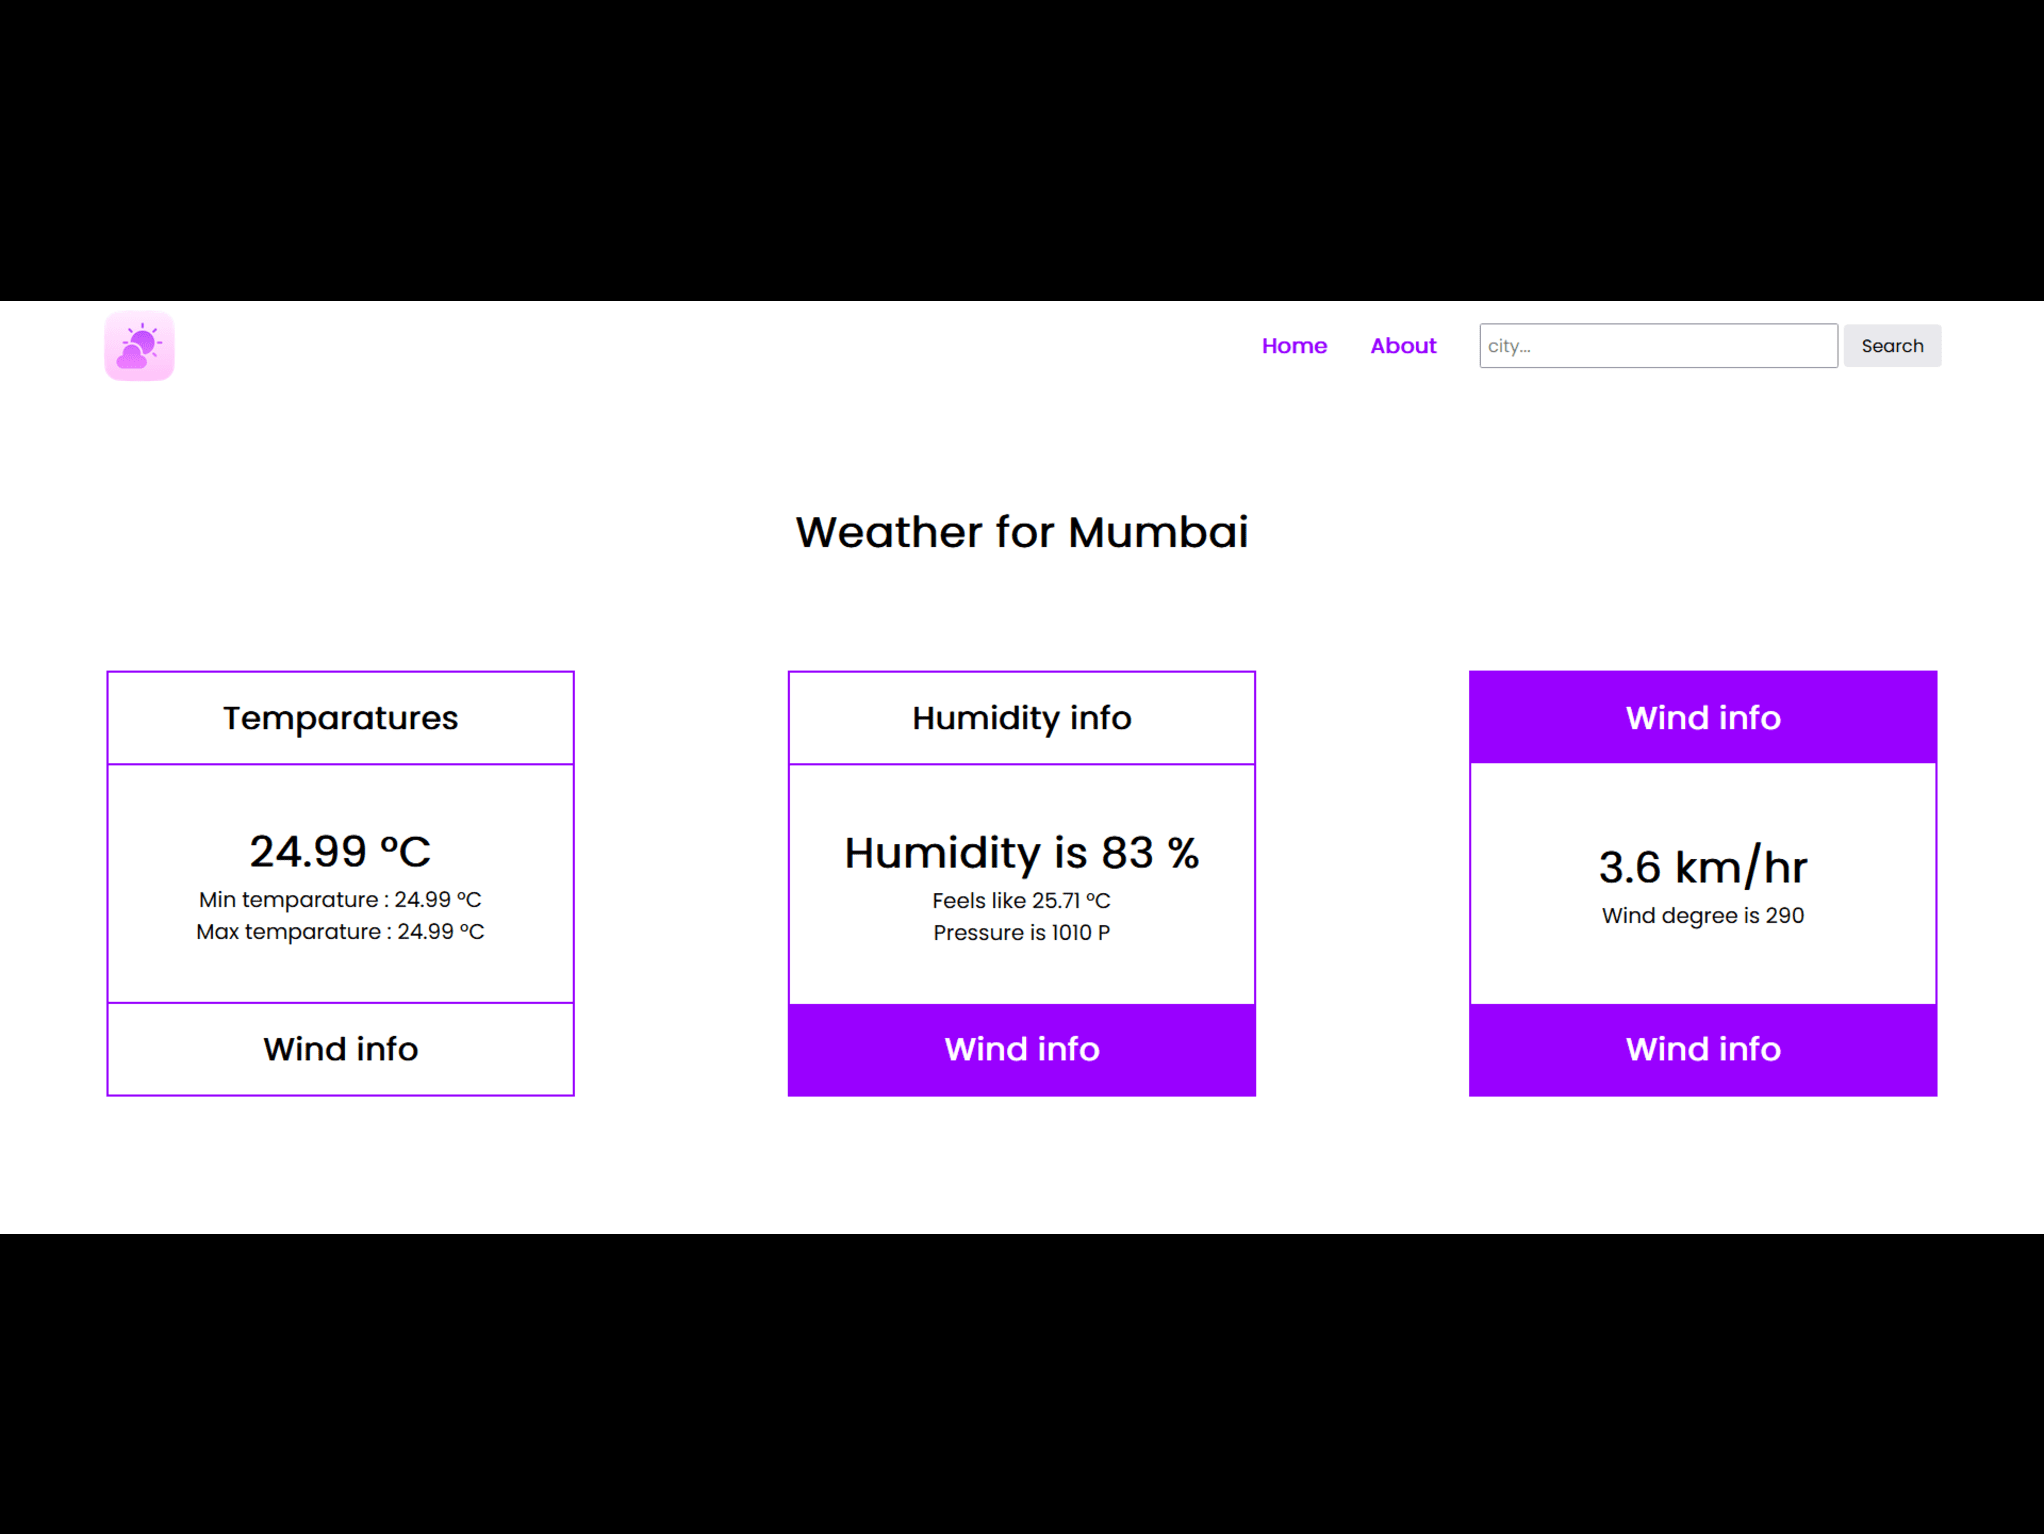 Home About city... Search
Weather for Mumbai
Temparatures
24.99 °C
Min temparature : 24.99 °C
Max temparature : 24.99 °C
Wind info
Humidity info
Humidity is 83 %
Feels like 25.71 °C
Pressure is 1010 P
Wind info
Wind info
3.6 km/hr
Wind degree is 290
Wind info